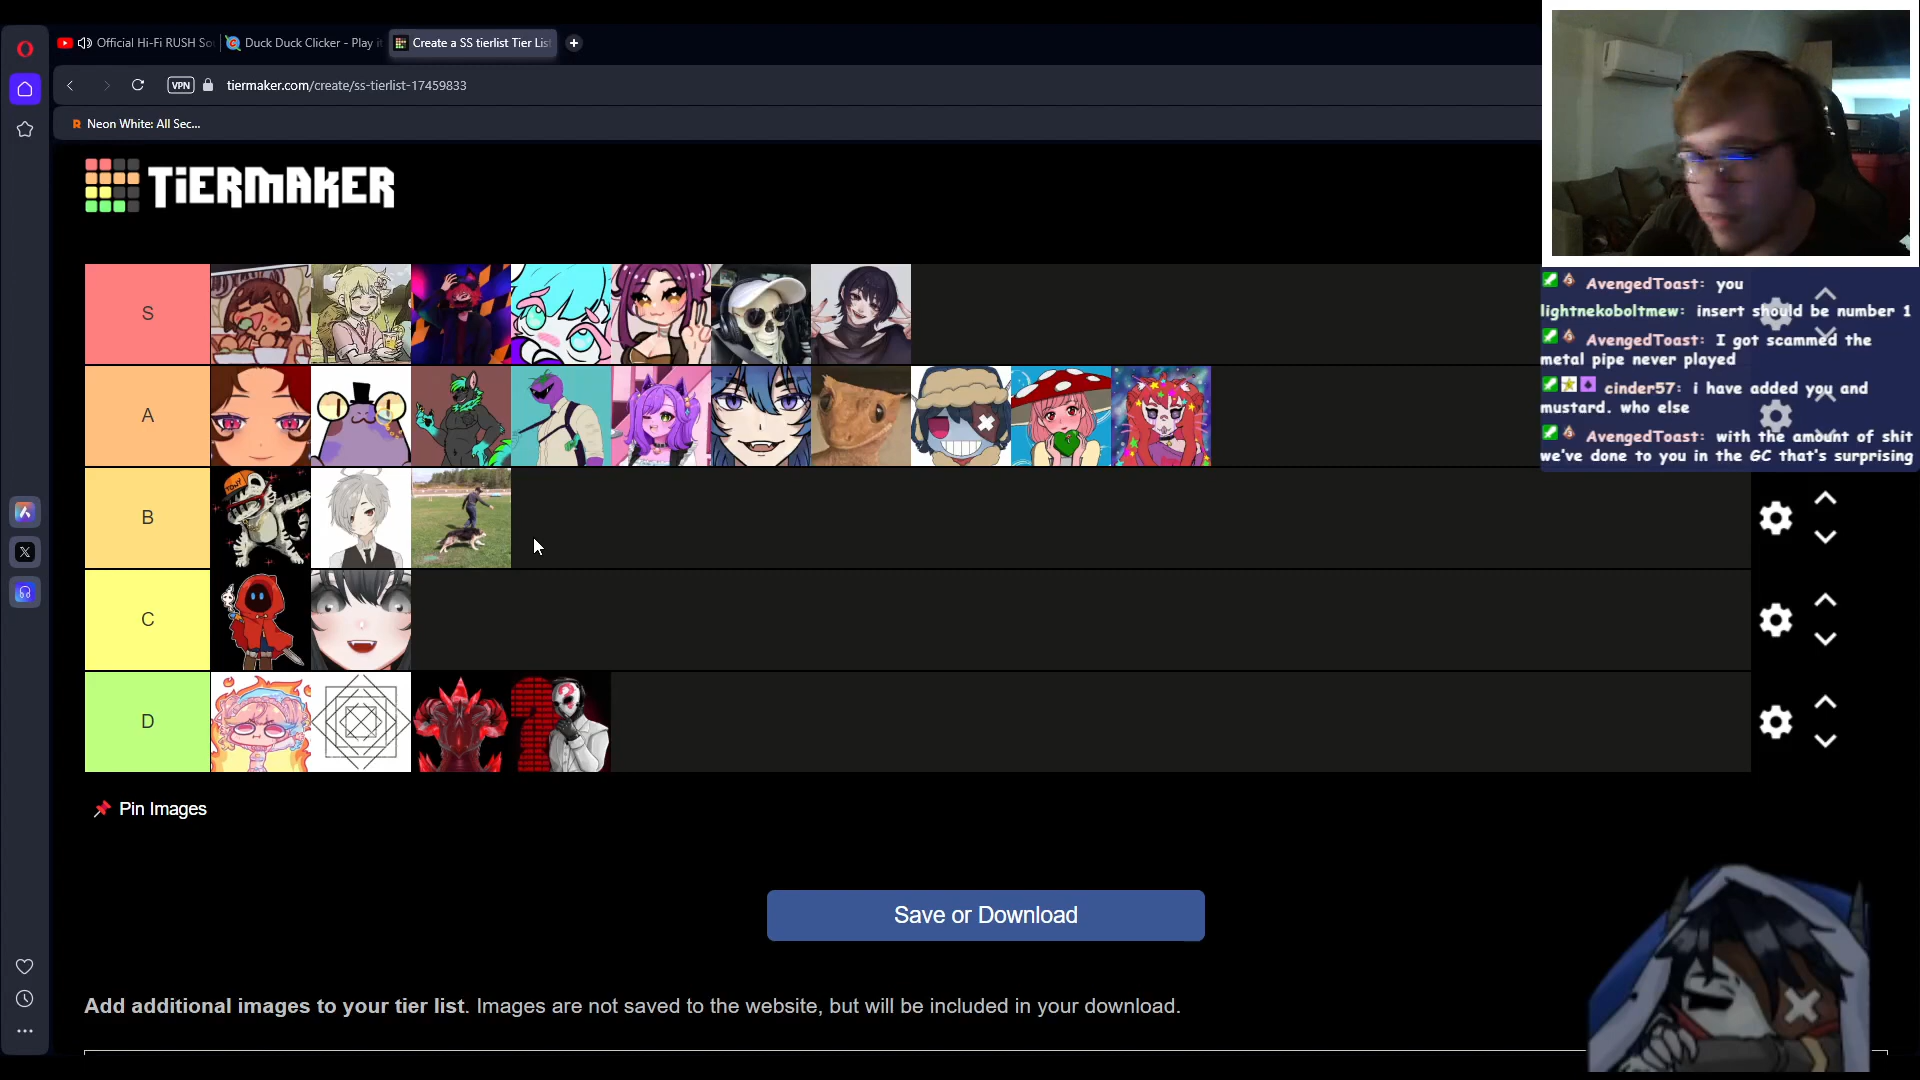 Official Hi-Fi RUSH So
Duck Duck Clicker - Play i
Create a SS tierlist Tier Lis
VPN
tiermaker.com/create/ss-tierlist-17459833
Neon White: All Sec...
TIERMAKER
S
A
B
C
D
AvengedToast: you
lightnekoboltmew: insert should be number 1
AvengedToast: I got scammed the
metal pipe never played
cinder57: i have added you and
mustard. who else
AvengedToast: with the amount of shit
we've done to you in the GC that's surprising
Pin Images
Save or Download
Add additional images to your tier list. Images are not saved to the website, but will be included in your download.